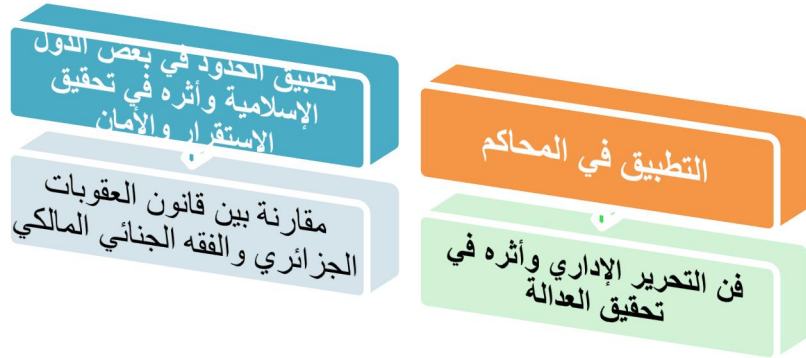 التطبيق في المحاكم
فن التحرير الإداري وأثره في
تحقيق العدالة
تطبيق الحدود في بعض الدول
الإسلامية وأثره في تحقيق
الاستقرار والأمان
مقارنة بين قانون العقوبات
الجزائري والفقه الجنائي المالكي